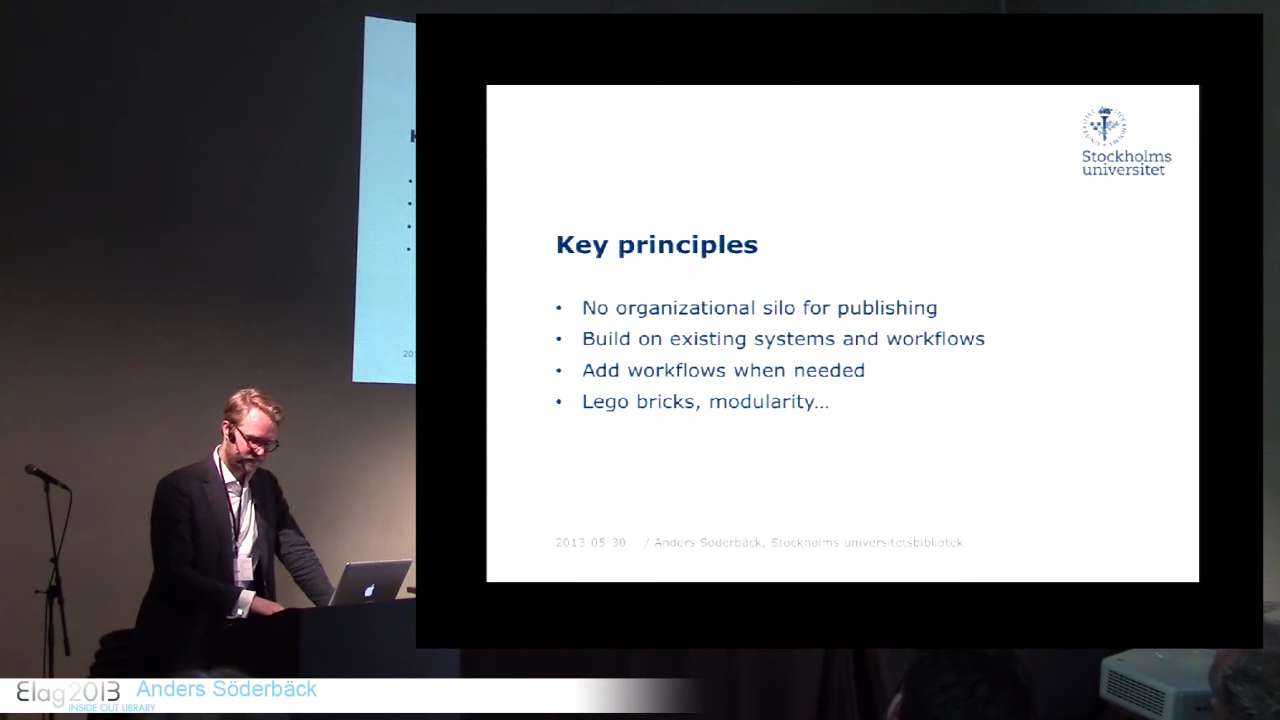 Stockholms
universitet
Key principles
• No organizational silo for publishing
• Build on existing systems and workflows
• Add workflows when needed
• Lego bricks, modularity...
2013-05-30 / Anders Söderbäck, Stockholms universitetsbibliotek
Elag2013 Anders Söderbäck
INSIDE OUT LIBRARY